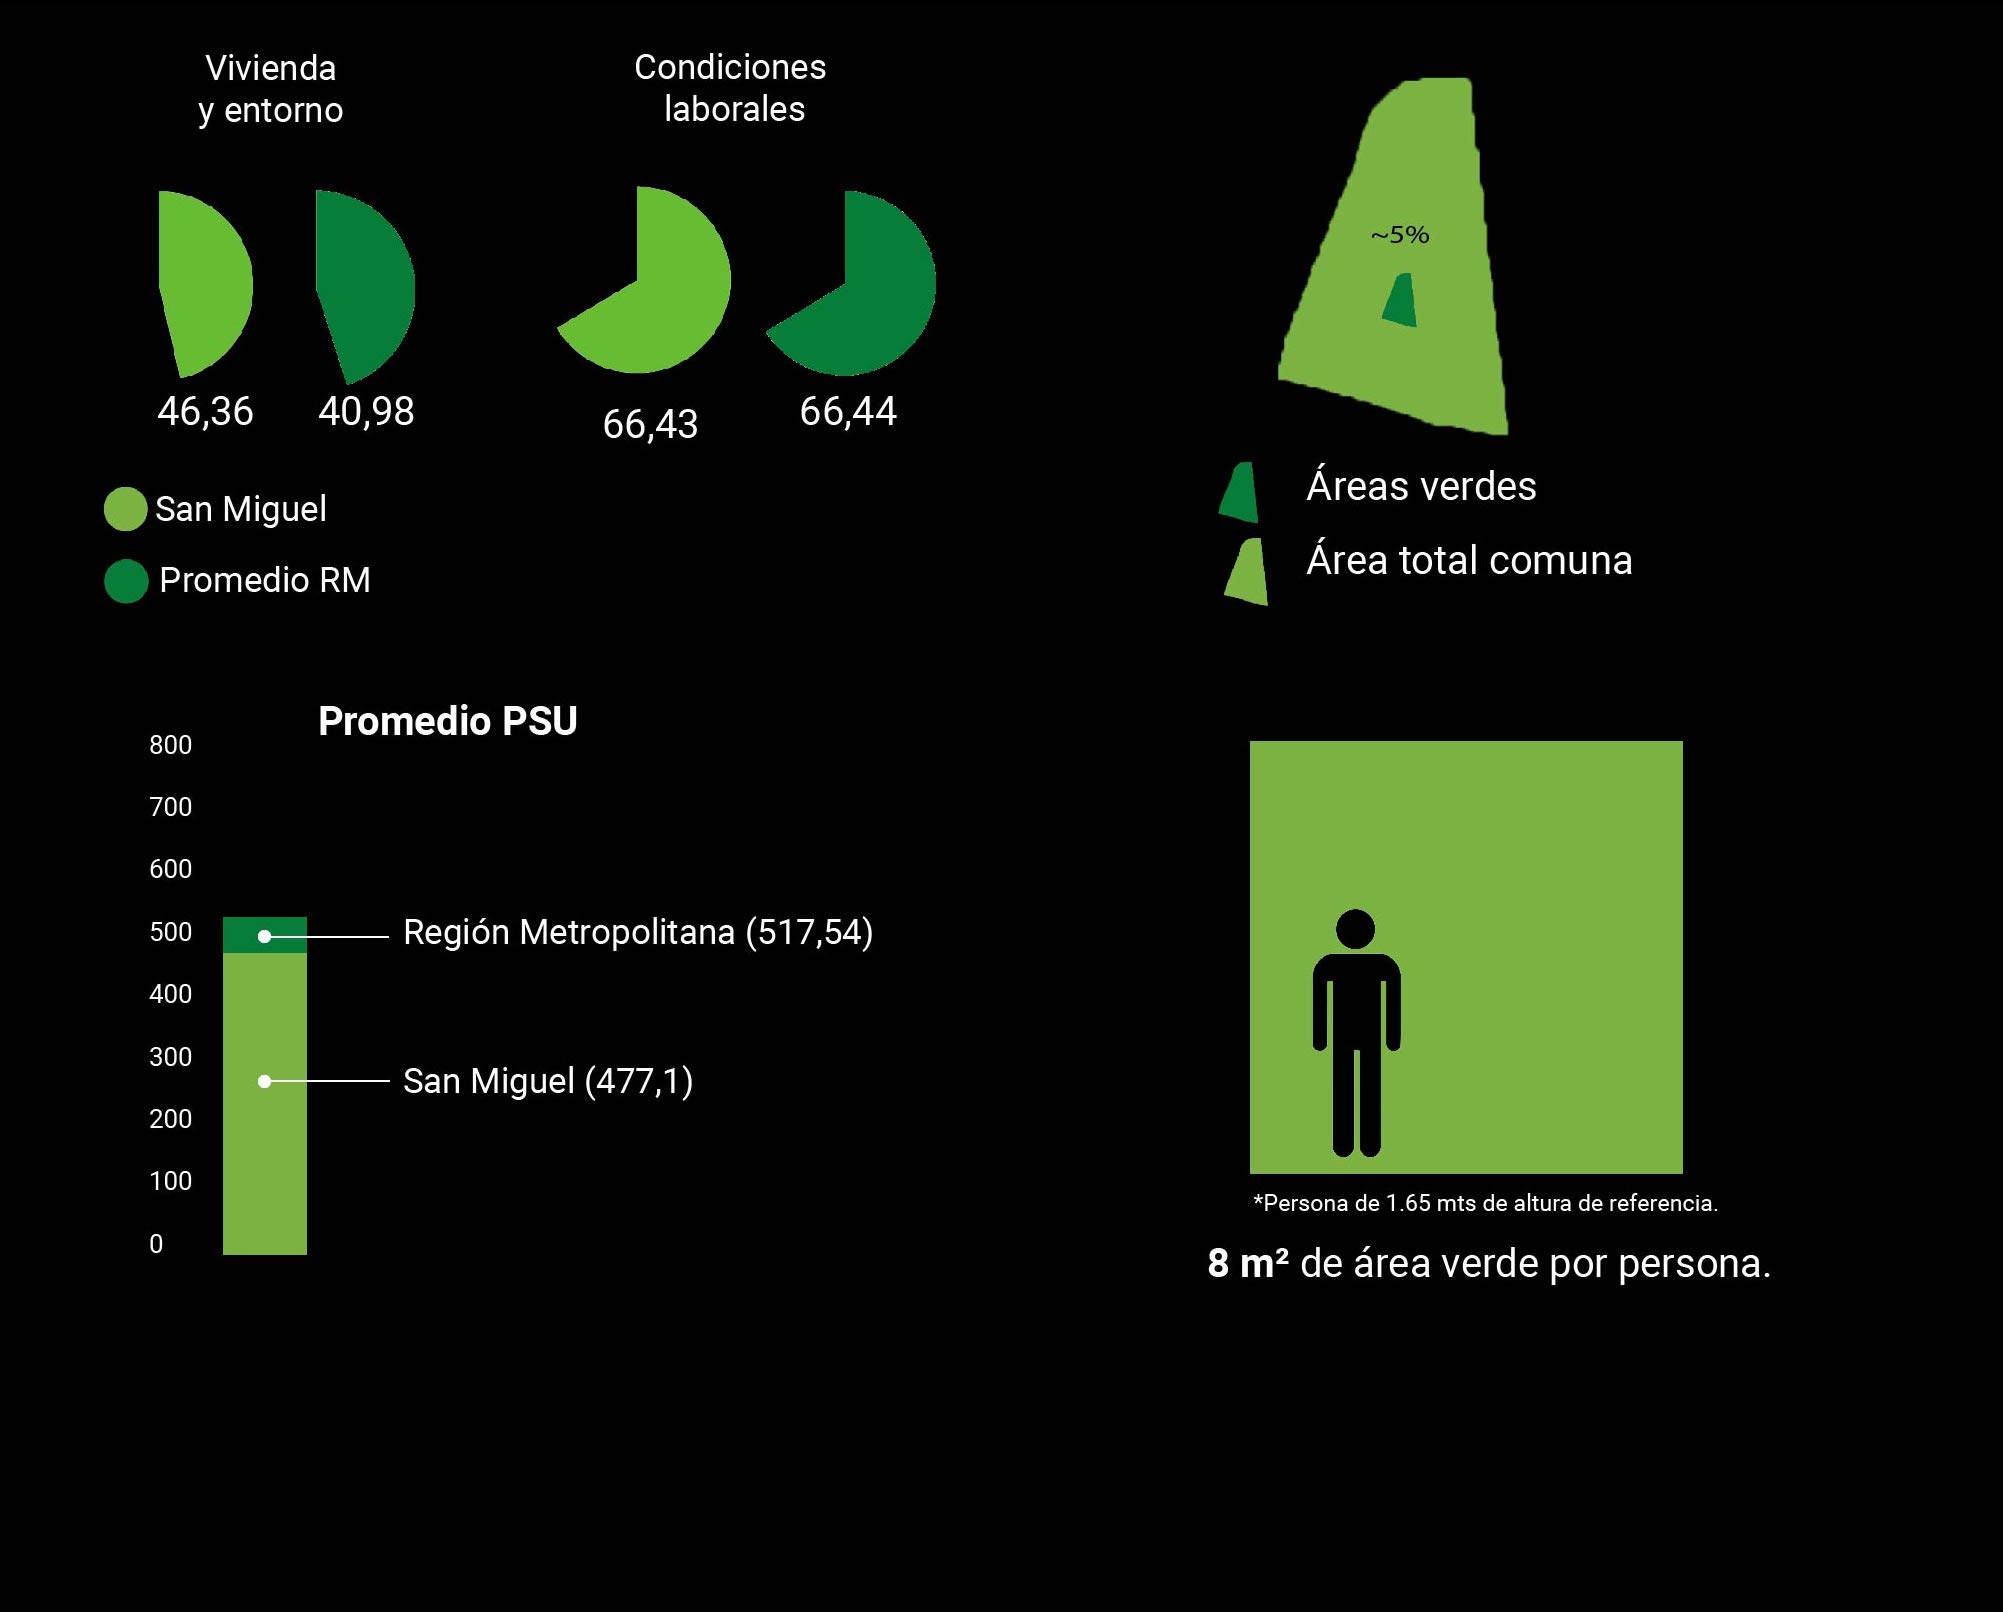 Vivienda
y entorno
Condiciones
laborales
46,36
40,98
66,43
66,44
San Miguel
Promedio RM
~5%
Áreas verdes
Área total comuna
Promedio PSU
800
700
600
500
400
300
200
100
0
Región Metropolitana (517,54)
San Miguel (477,1)
*Persona de 1.65 mts de altura de referencia.
8 m² de área verde por persona.